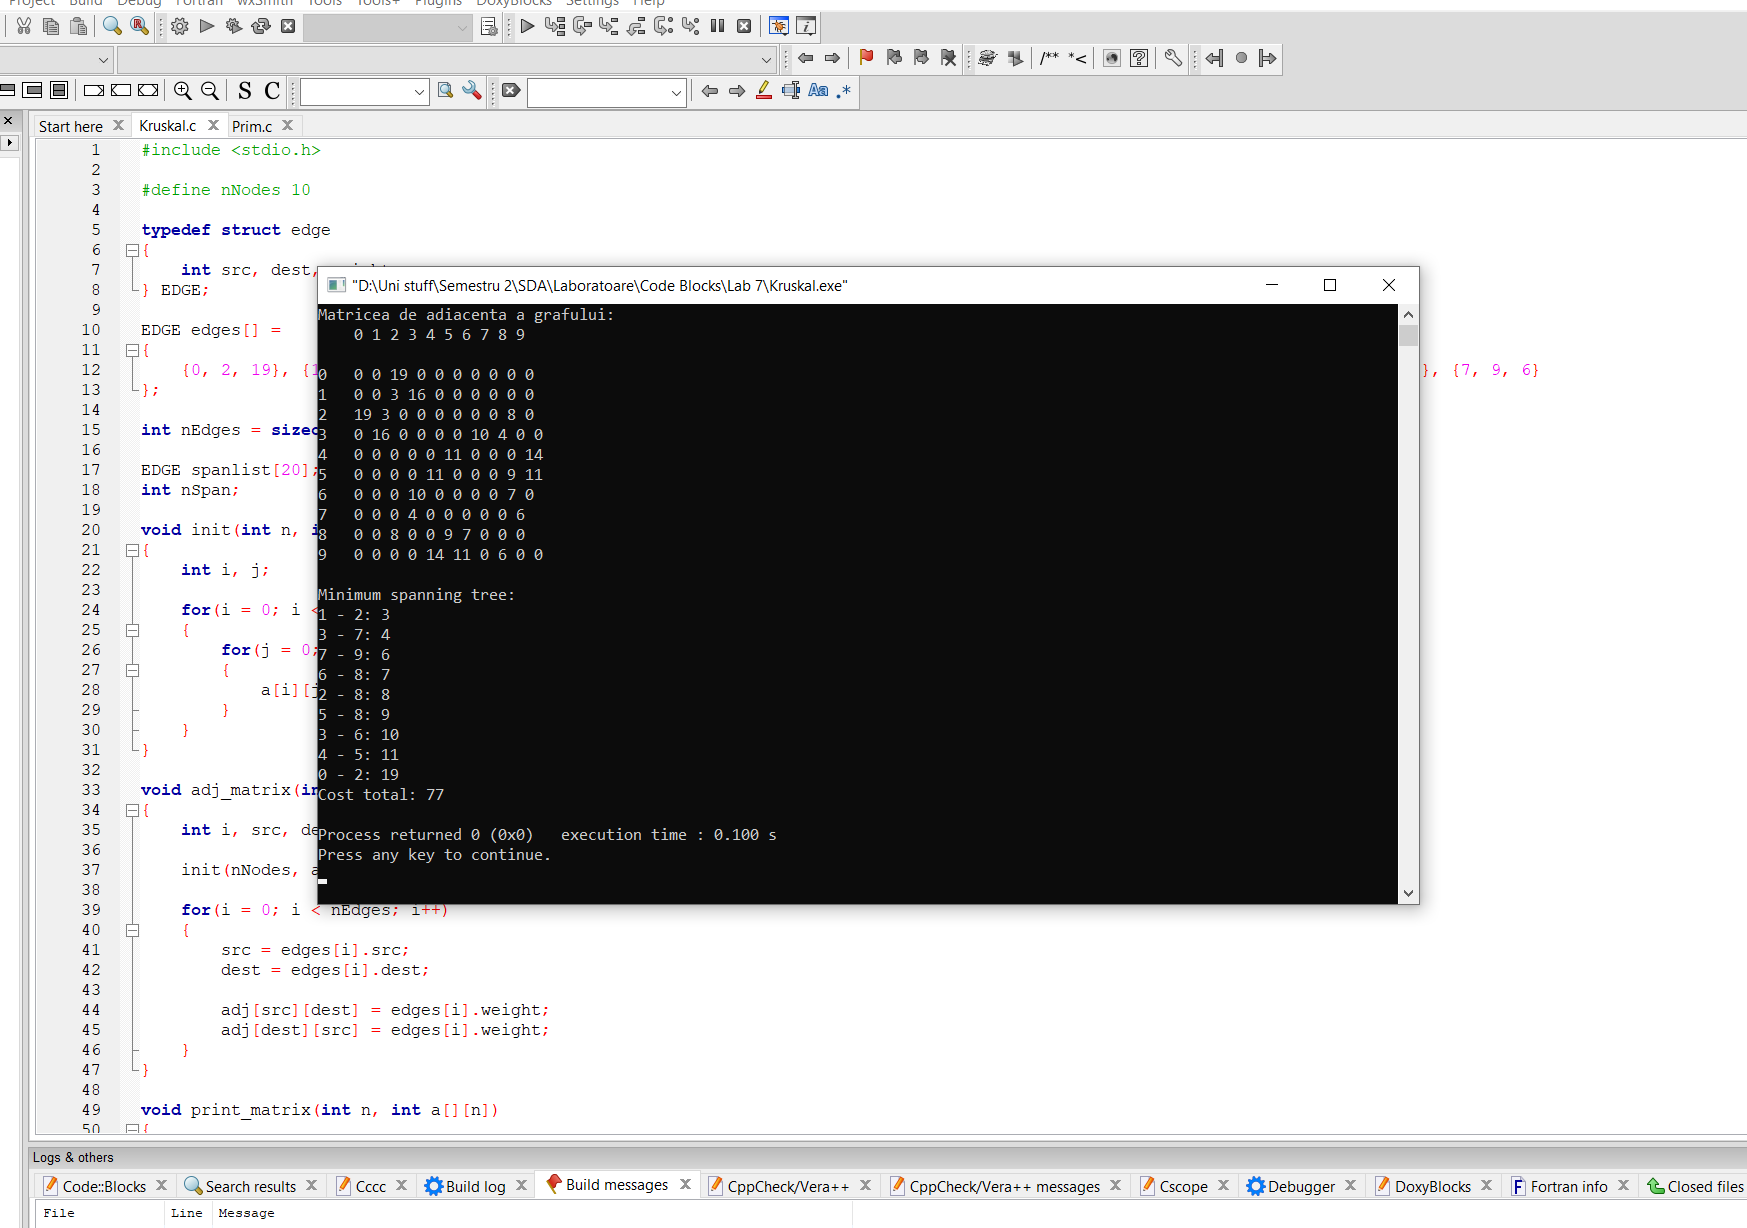 Project Build Debug Fortran wxSmith Tools Tools+ Plugins DoxyBlocks Settings Help
/** *<
S C
Aa .*
Start here Kruskal.c Prim.c
1 #include <stdio.h>
2
3 #define nNodes 10
4
5 typedef struct edge
6 {
7 int src, dest,
8 } EDGE;
9
10 EDGE edges[] =
11 {
12 {0, 2, 19}, {1 }, {7, 9, 6}
13 };
14
15 int nEdges = sizeo
16
17 EDGE spanlist[20];
18 int nSpan;
19
20 void init(int n, i
21 {
22 int i, j;
23
24 for(i = 0; i <
25 {
26 for(j = 0;
27 {
28 a[i][j
29 }
30 }
31 }
32
33 void adj_matrix(in
34 {
35 int i, src, de
36
37 init(nNodes, a
38
39 for(i = 0; i < nEdges; i++)
40 {
41 src = edges[i].src;
42 dest = edges[i].dest;
43
44 adj[src][dest] = edges[i].weight;
45 adj[dest][src] = edges[i].weight;
46 }
47 }
48
49 void print_matrix(int n, int a[][n])
50 {
"D:\Uni stuff\Semestru 2\SDA\Laboratoare\Code Blocks\Lab 7\Kruskal.exe"
Matricea de adiacenta a grafului:
0 1 2 3 4 5 6 7 8 9
0 0 0 19 0 0 0 0 0 0 0
1 0 0 3 16 0 0 0 0 0 0
2 19 3 0 0 0 0 0 0 8 0
3 0 16 0 0 0 0 10 4 0 0
4 0 0 0 0 0 11 0 0 0 14
5 0 0 0 0 11 0 0 0 9 11
6 0 0 0 10 0 0 0 0 7 0
7 0 0 0 4 0 0 0 0 0 6
8 0 0 8 0 0 9 7 0 0 0
9 0 0 0 0 14 11 0 6 0 0
Minimum spanning tree:
1 - 2: 3
3 - 7: 4
7 - 9: 6
6 - 8: 7
2 - 8: 8
5 - 8: 9
3 - 6: 10
4 - 5: 11
0 - 2: 19
Cost total: 77
Process returned 0 (0x0) execution time : 0.100 s
Press any key to continue.
Logs & others
Code::Blocks Search results Cccc Build log Build messages CppCheck/Vera++ CppCheck/Vera++ messages Cscope Debugger DoxyBlocks Fortran info Closed files
File Line Message